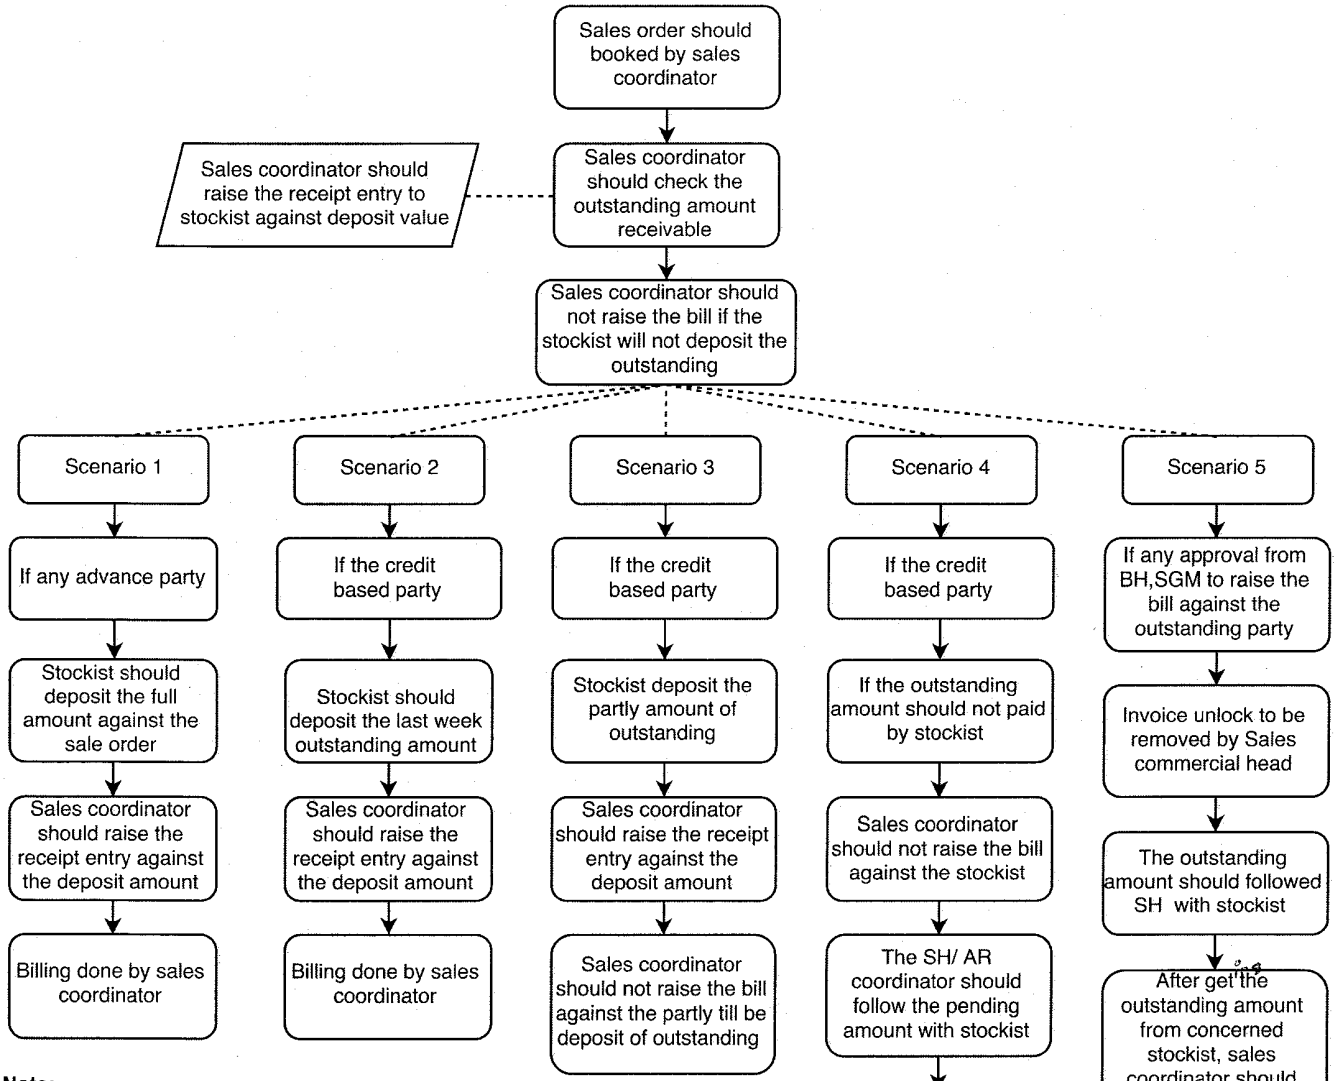 Sales order should
booked by sales
coordinator
Sales coordinator should
raise the receipt entry to
stockist against deposit value
Sales coordinator
should check the
outstanding amount
receivable
Sales coordinator should
not raise the bill if the
stockist will not deposit the
outstanding
Scenario 1
Scenario 2
Scenario 3
Scenario 4
Scenario 5
If any advance party
If the credit
based party
If the credit
based party
If the credit
based party
If any approval from
BH,SGM to raise the
bill against the
outstanding party
Stockist should
deposit the full
amount against the
sale order
Stockist should
deposit the last week
outstanding amount
Stockist deposit the
partly amount of
outstanding
If the outstanding
amount should not paid
by stockist
Invoice unlock to be
removed by Sales
commercial head
Sales coordinator
should raise the
receipt entry against
the deposit amount
Sales coordinator
should raise the
receipt entry against
the deposit amount
Sales coordinator
should raise the receipt
entry against the
deposit amount
Sales coordinator
should not raise the bill
against the stockist
The outstanding
amount should followed
SH with stockist
Billing done by sales
coordinator
Billing done by sales
coordinator
Sales coordinator
should not raise the bill
against the partly till be
deposit of outstanding
The SH/ AR
coordinator should
follow the pending
amount with stockist
After get the
outstanding amount
from concerned
stockist, sales
coordinator should